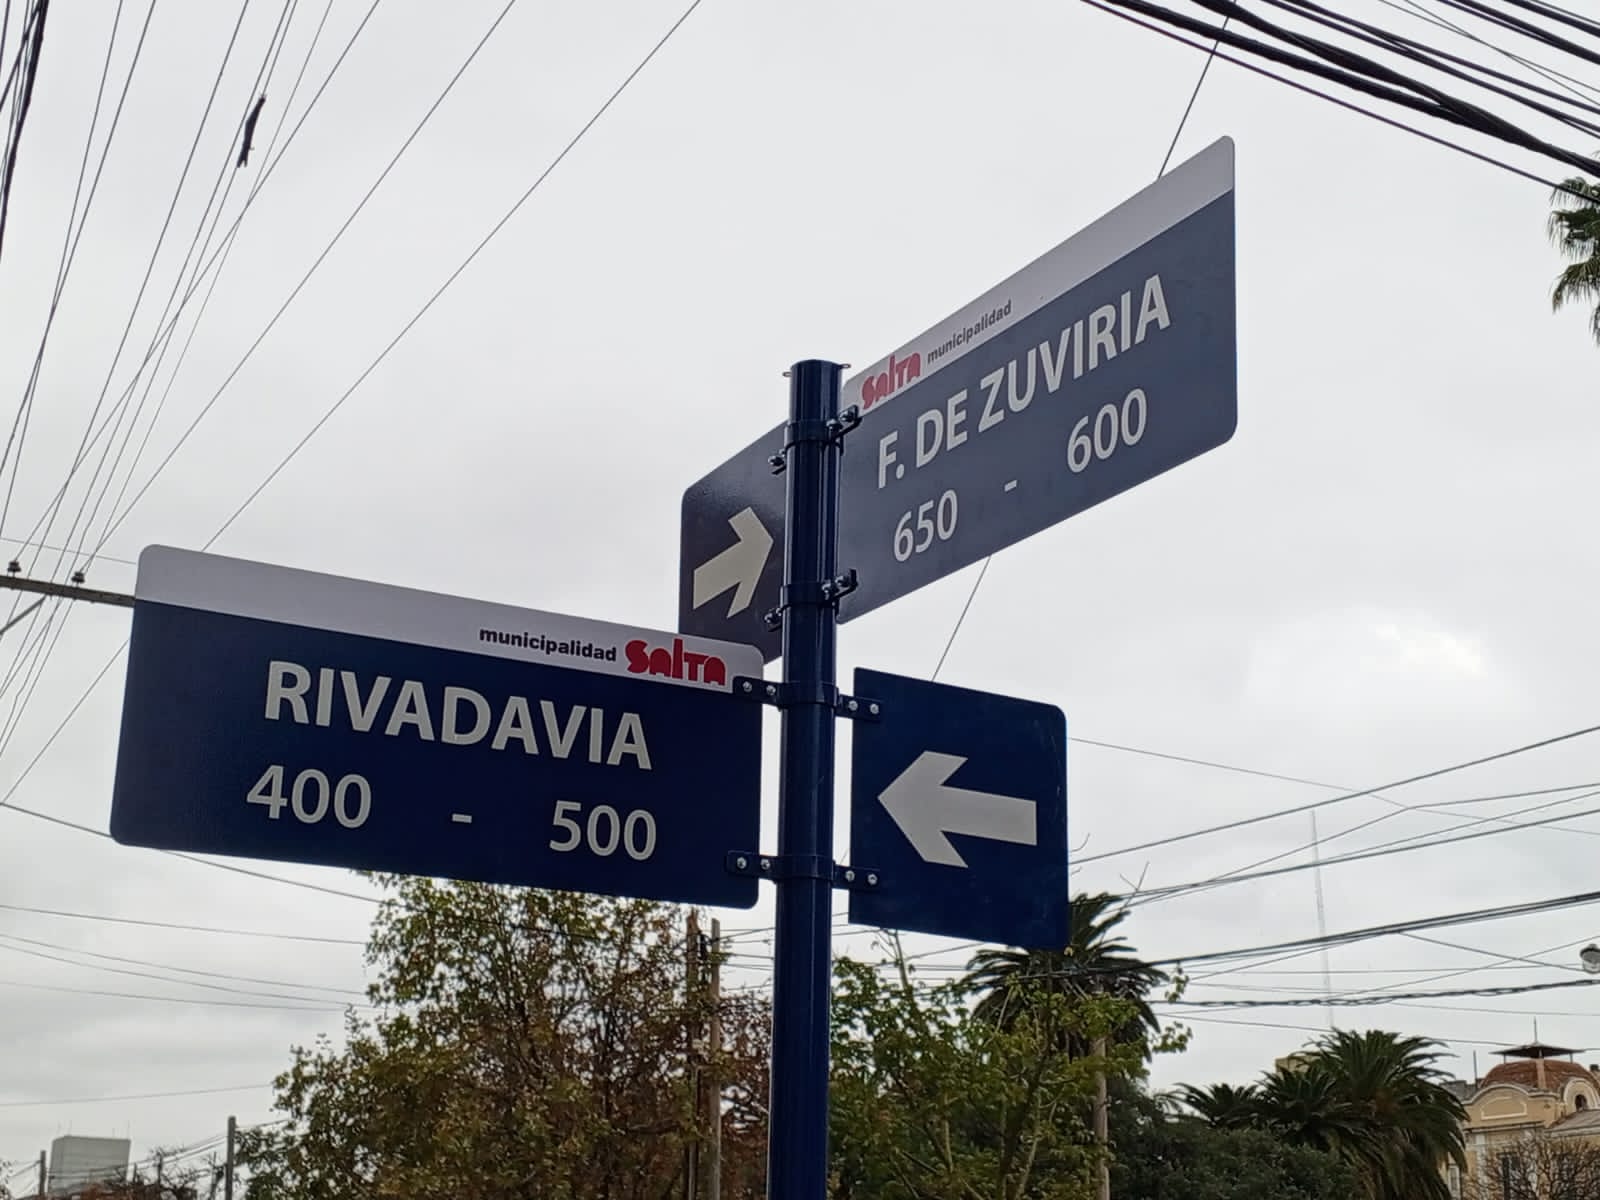 salta municipalidad
F. DE ZUVIRIA
650 - 600
municipalidad salta
RIVADAVIA
400 - 500